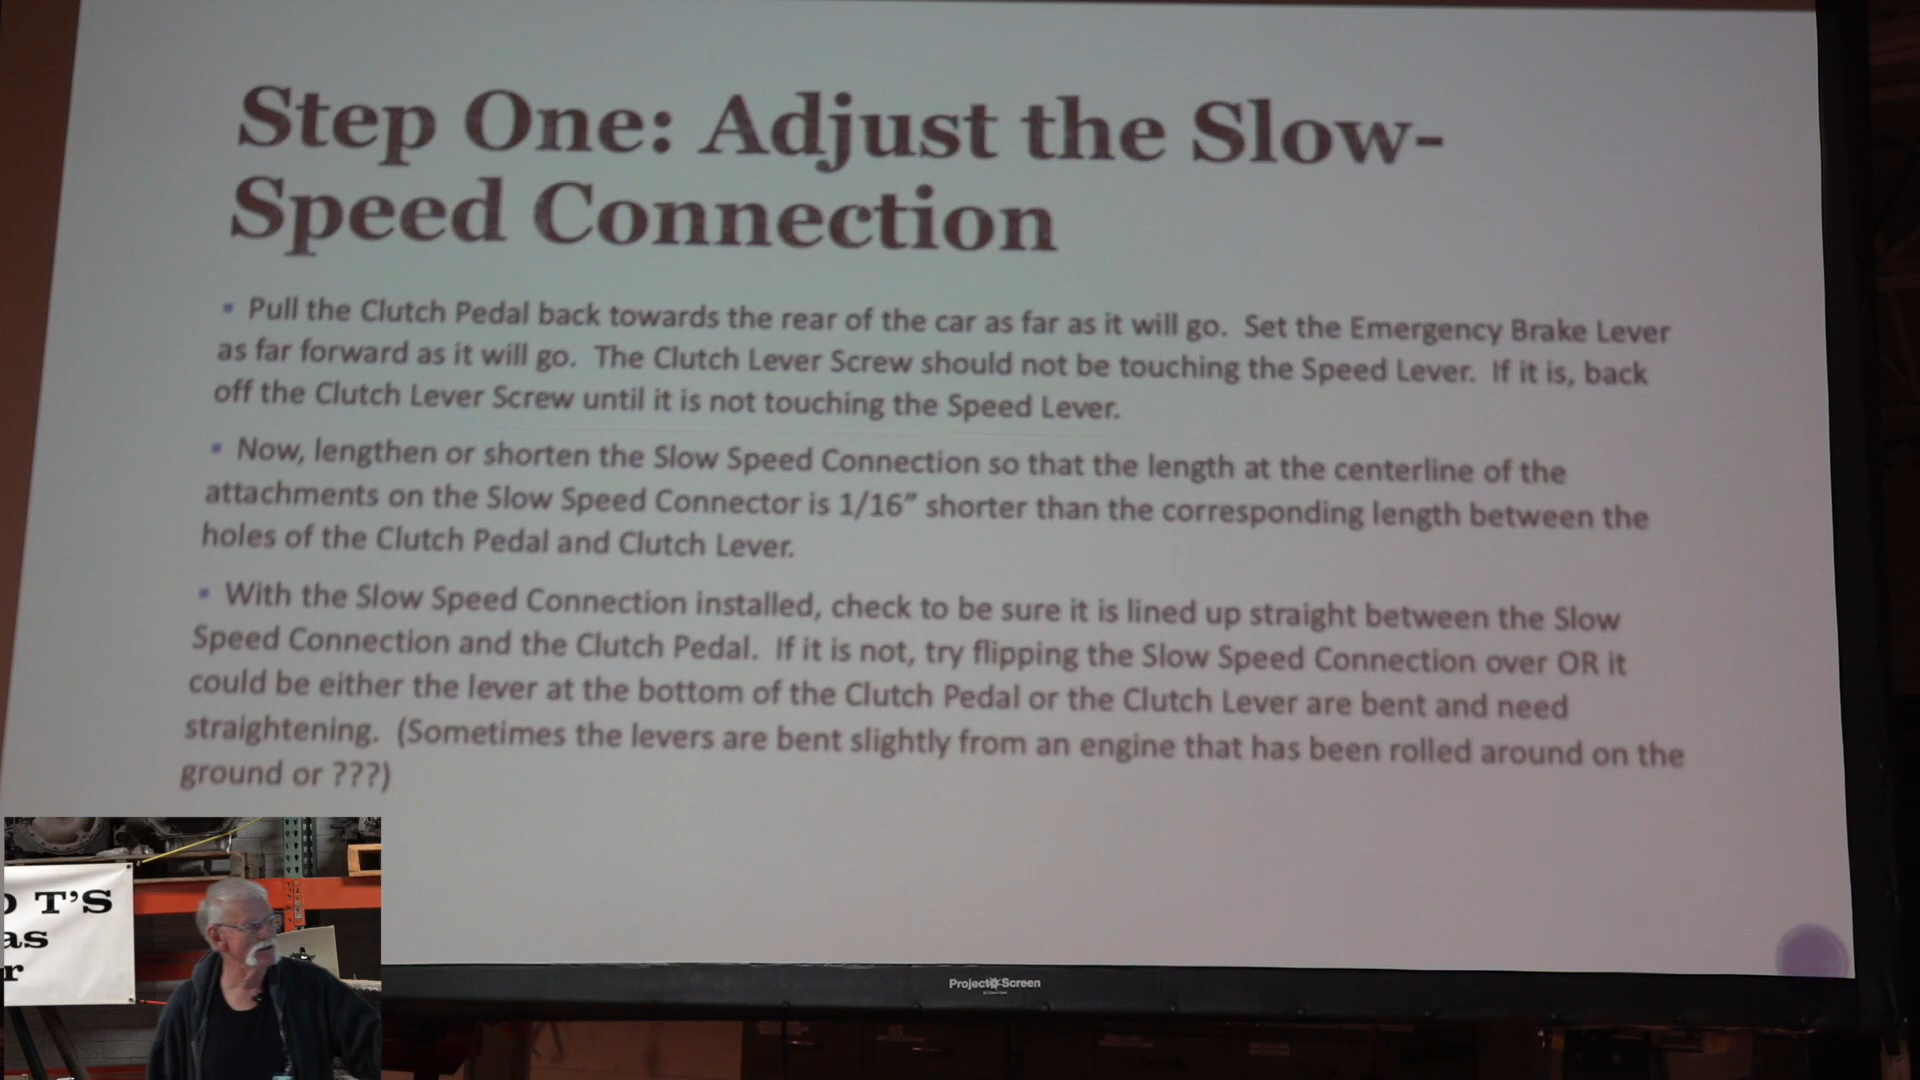 Step One: Adjust the Slow-
Speed Connection
▪ Pull the Clutch Pedal back towards the rear of the car as far as it will go. Set the Emergency Brake Lever
as far forward as it will go. The Clutch Lever Screw should not be touching the Speed Lever. If it is, back
off the Clutch Lever Screw until it is not touching the Speed Lever.
▪ Now, lengthen or shorten the Slow Speed Connection so that the length at the centerline of the
attachments on the Slow Speed Connector is 1/16” shorter than the corresponding length between the
holes of the Clutch Pedal and Clutch Lever.
▪ With the Slow Speed Connection installed, check to be sure it is lined up straight between the Slow
Speed Connection and the Clutch Pedal. If it is not, try flipping the Slow Speed Connection over OR it
could be either the lever at the bottom of the Clutch Pedal or the Clutch Lever are bent and need
straightening. (Sometimes the levers are bent slightly from an engine that has been rolled around on the
ground or ???)
T’S
as
r
Project Screen